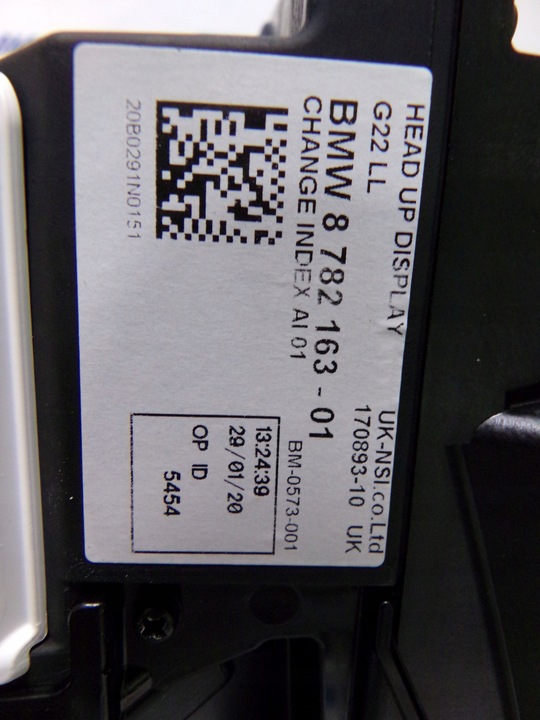 HEAD UP DISPLAY
G22 LL
UK-NSI.co.Ltd
170893-10 UK
BMW 8 782 163 - 01
CHANGE INDEX AI 01
BM-0573-001
13:24:39
29/01/20
OP ID
5454
20B0291N0151